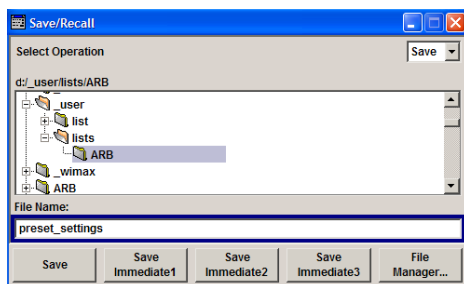 Save/Recall
Select Operation
Save
d:/_user/lists/ARB
_user
list
lists
ARB
_wimax
ARB
File Name:
preset_settings
Save
Save Immediate1
Save Immediate2
Save Immediate3
File Manager...